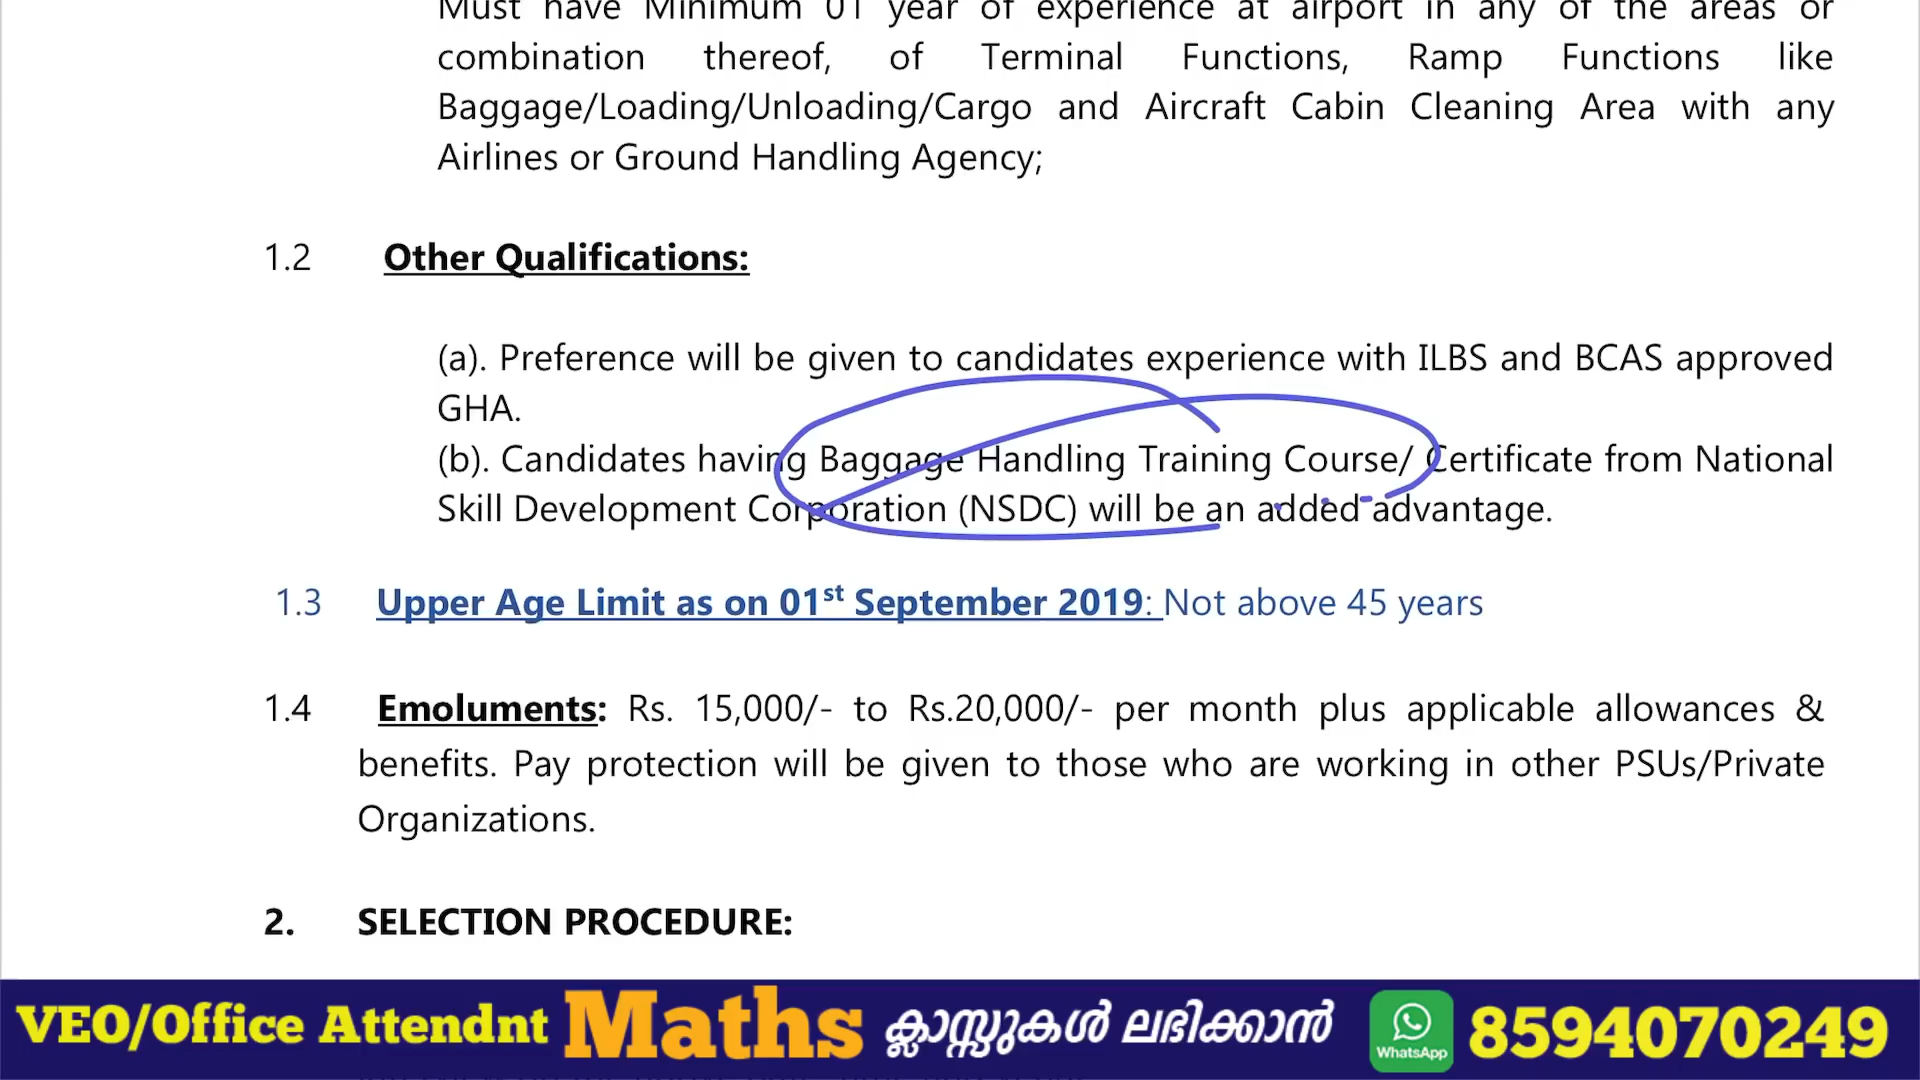 Must have Minimum 01 year of experience at airport in any of the areas or
combination thereof, of Terminal Functions, Ramp Functions like
Baggage/Loading/Unloading/Cargo and Aircraft Cabin Cleaning Area with any
Airlines or Ground Handling Agency;
1.2 Other Qualifications:
(a). Preference will be given to candidates experience with ILBS and BCAS approved
GHA.
(b). Candidates having Baggage Handling Training Course/ Certificate from National
Skill Development Corporation (NSDC) will be an added advantage.
1.3 Upper Age Limit as on 01st September 2019: Not above 45 years
1.4 Emoluments: Rs. 15,000/- to Rs.20,000/- per month plus applicable allowances &
benefits. Pay protection will be given to those who are working in other PSUs/Private
Organizations.
2. SELECTION PROCEDURE:
VEO/Office Attendnt Maths ക്ലാസ്സുകൾ ലഭിക്കാൻ WhatsApp 8594070249